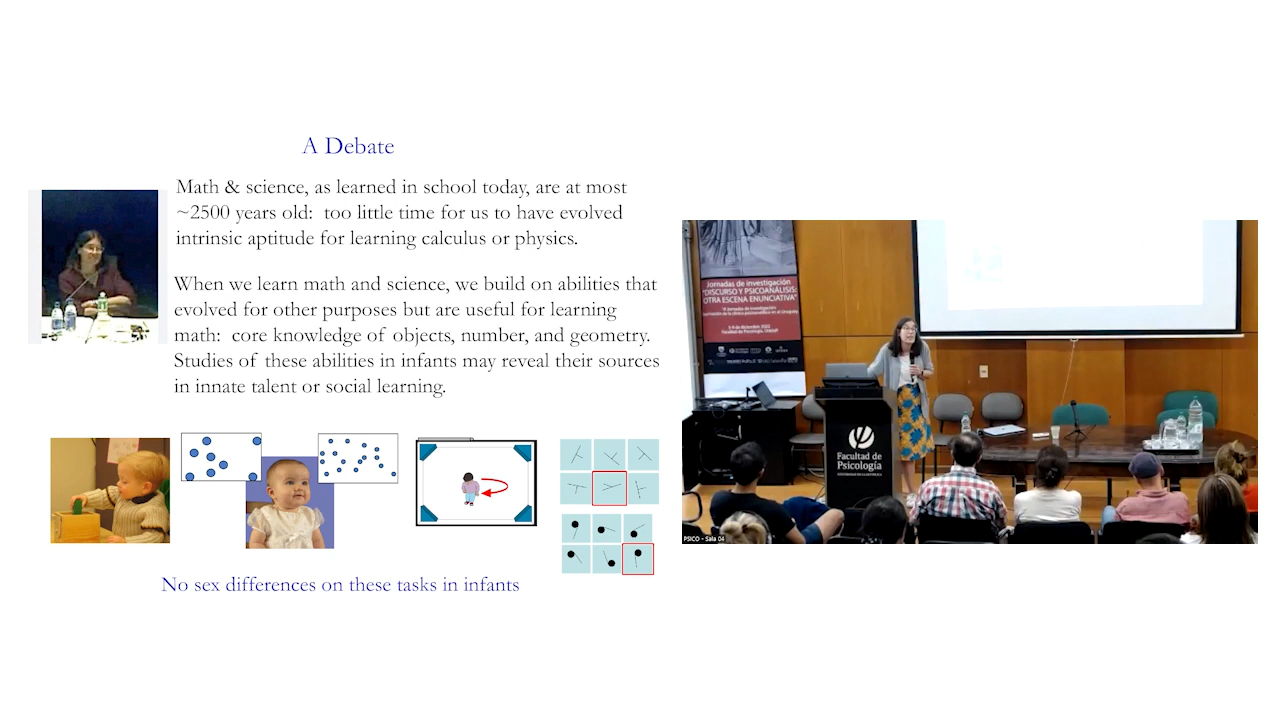 A Debate
Math & science, as learned in school today, are at most
~2500 years old:  too little time for us to have evolved
intrinsic aptitude for learning calculus or physics.
When we learn math and science, we build on abilities that
evolved for other purposes but are useful for learning
math:  core knowledge of objects, number, and geometry.
Studies of these abilities in infants may reveal their sources
in innate talent or social learning.
No sex differences on these tasks in infants
Jornadas de investigación
"DISCURSO Y PSICOANÁLISIS:
OTRA ESCENA ENUNCIATIVA"
Facultad de
Psicología
UNIVERSIDAD DE LA REPÚBLICA
PSICO - Sala 04